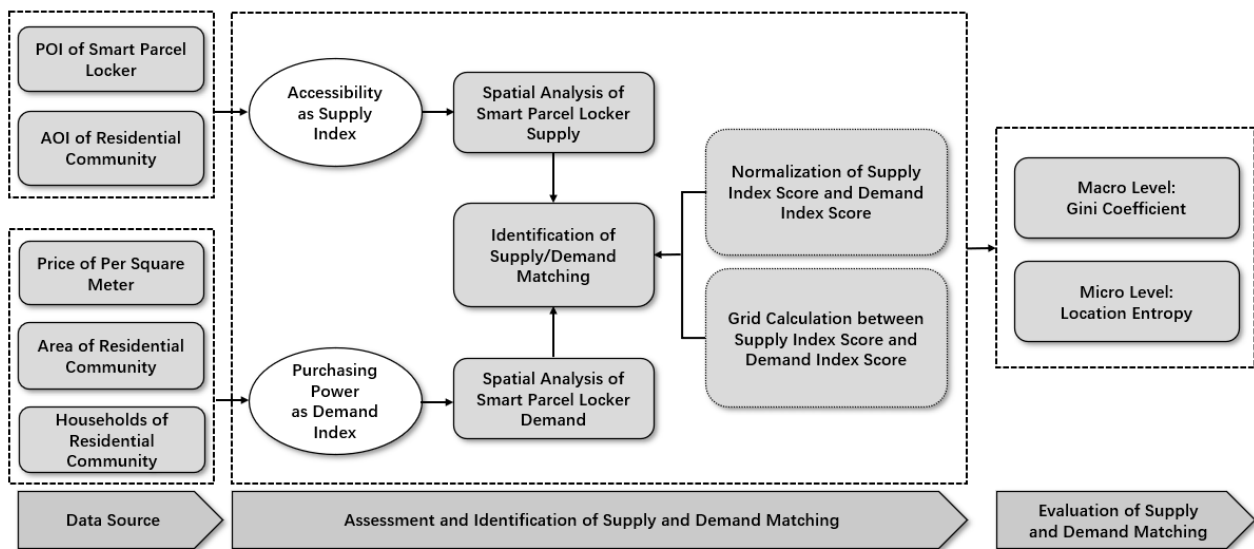 POI of Smart Parcel
Locker
AOI of Residential
Community
Price of Per Square
Meter
Area of Residential
Community
Households of
Residential
Community
Accessibility
as Supply
Index
Purchasing
Power
as Demand
Index
Spatial Analysis of
Smart Parcel Locker
Supply
Identification of
Supply/Demand
Matching
Spatial Analysis of
Smart Parcel Locker
Demand
Normalization of Supply
Index Score and Demand
Index Score
Grid Calculation between
Supply Index Score and
Demand Index Score
Macro Level:
Gini Coefficient
Micro Level:
Location Entropy
Data Source
Assessment and Identification of Supply and Demand Matching
Evaluation of Supply
and Demand Matching